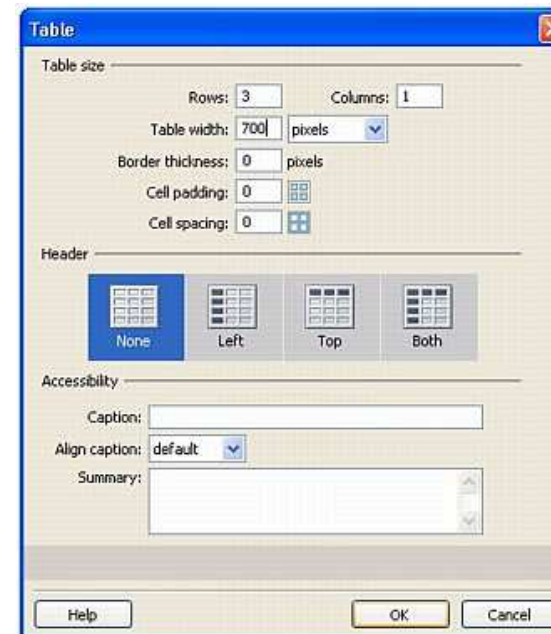 Table
Table size
Rows: 3 Columns: 1
Table width: 700 pixels
Border thickness: 0 pixels
Cell padding: 0
Cell spacing: 0
Header
None Left Top Both
Accessibility
Caption:
Align caption: default
Summary:
Help OK Cancel